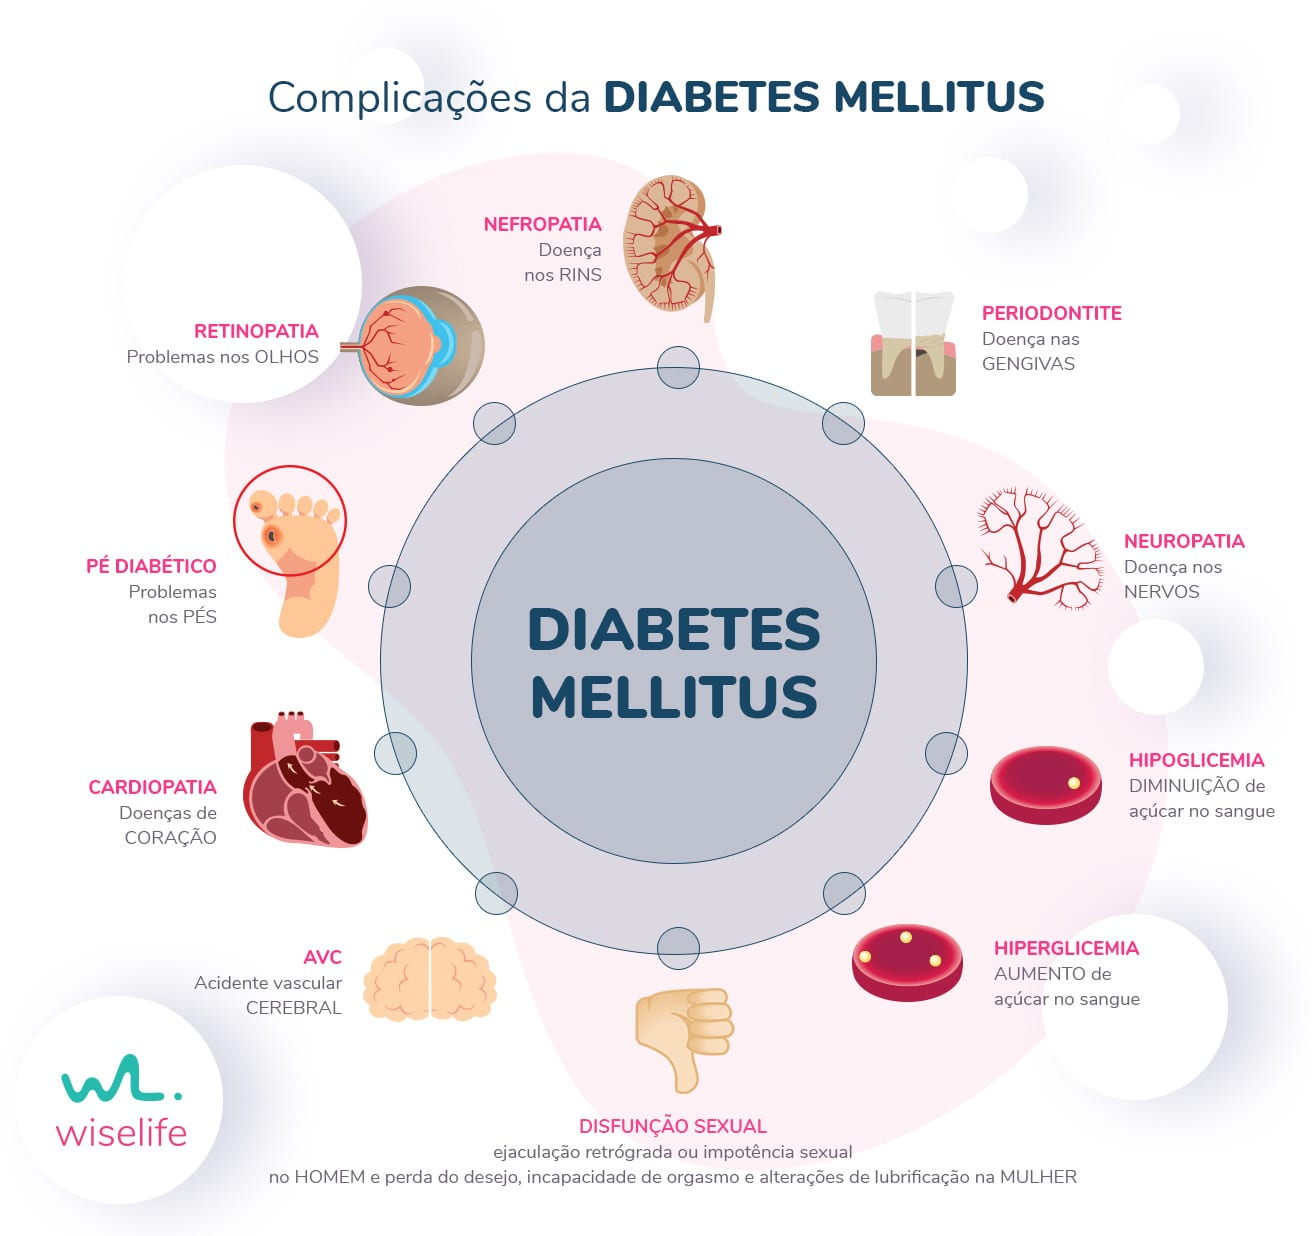 Complicações da DIABETES MELLITUS
NEFROPATIA
Doença
nos RINS
PERIODONTITE
Doença nas
GENGIVAS
RETINOPATIA
Problemas nos OLHOS
NEUROPATIA
Doença nos
NERVOS
PÉ DIABÉTICO
Problemas
nos PÉS
DIABETES
MELLITUS
HIPOGLICEMIA
DIMINUIÇÃO de
açúcar no sangue
CARDIOPATIA
Doenças de
CORAÇÃO
HIPERGLICEMIA
AUMENTO de
açúcar no sangue
AVC
Acidente vascular
CEREBRAL
DISFUNÇÃO SEXUAL
ejaculação retrógrada ou impotência sexual
no HOMEM e perda do desejo, incapacidade de orgasmo e alterações de lubrificação na MULHER
wL.
wiselife